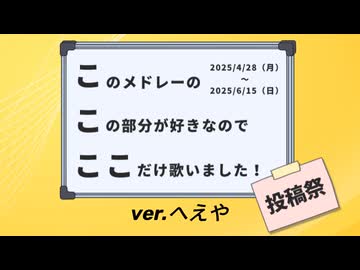 このメドレーの
2025/4/28（月）
～
2025/6/15（日）
この部分が好きなので
ここだけ歌いました！
投稿祭
ver.へえや